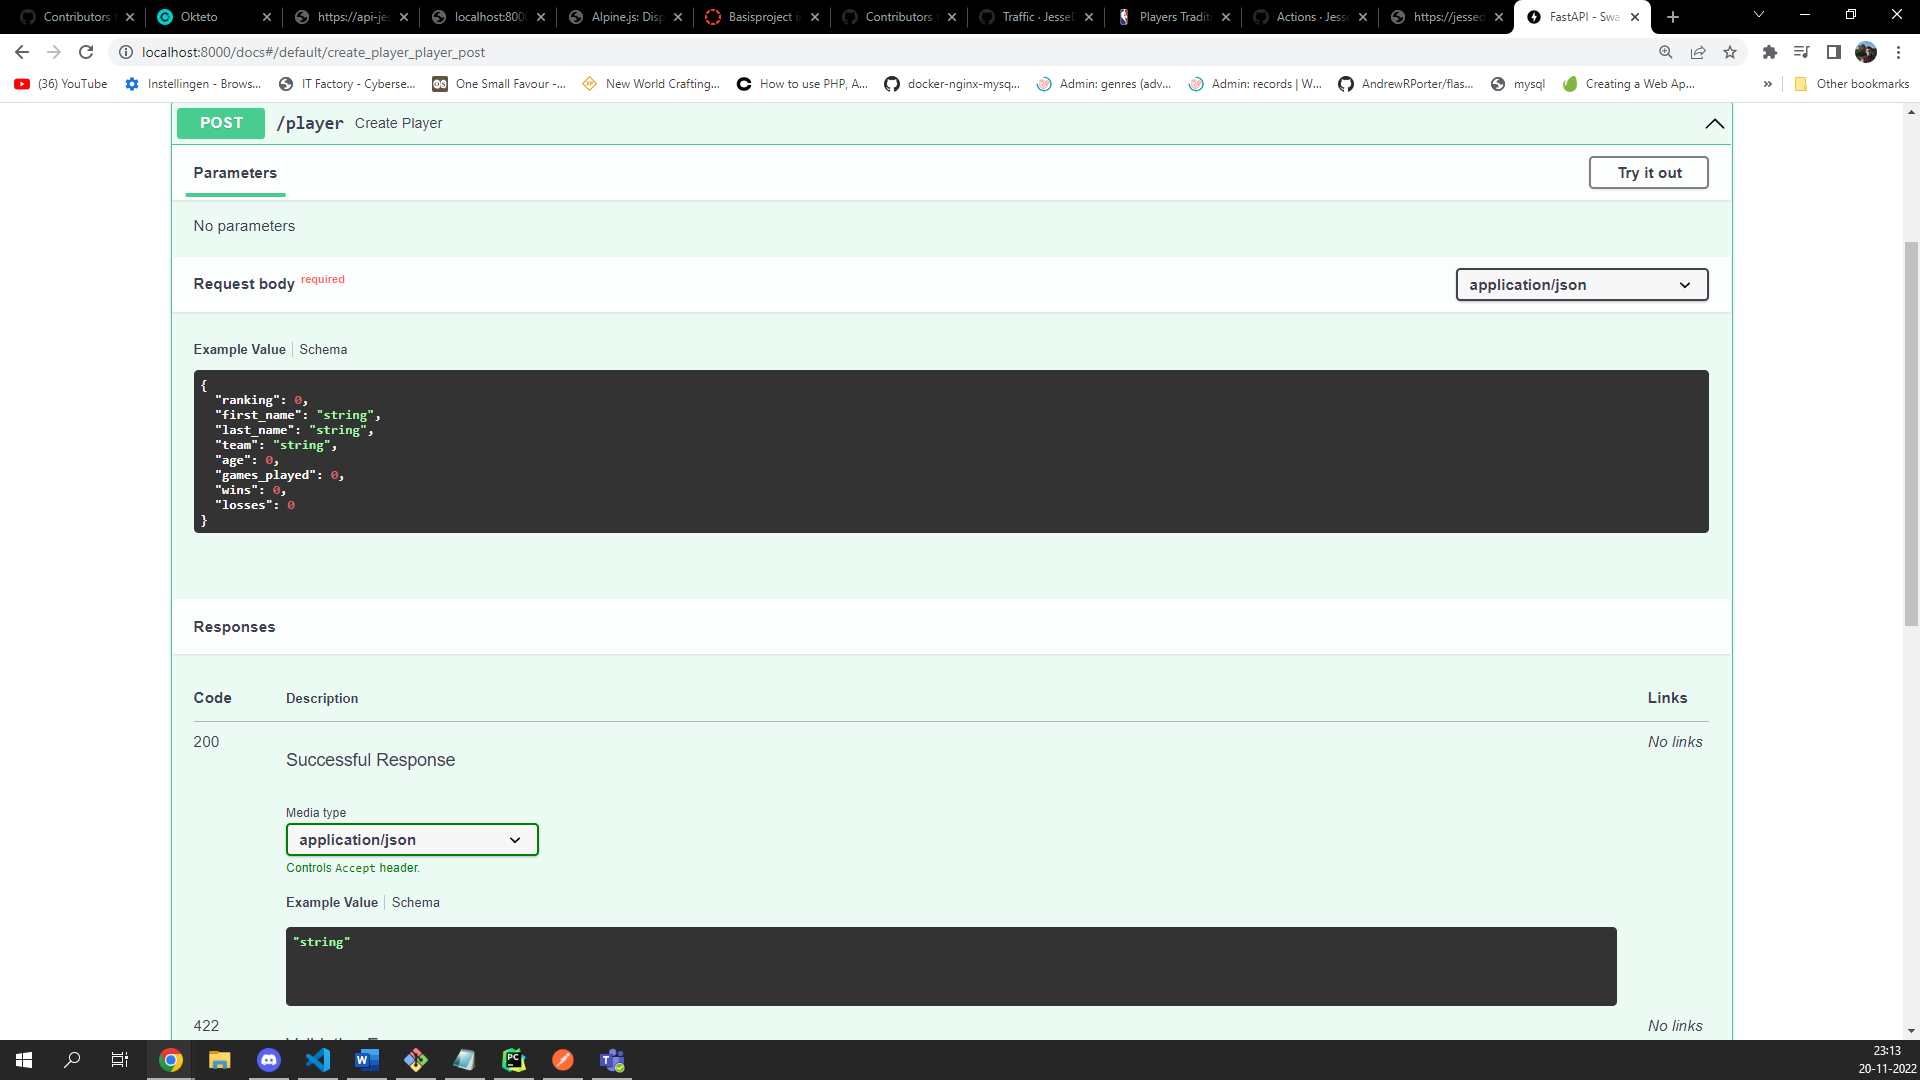 Contributors t
Okteto
https://api-jes
localhost:8000
Alpine.js: Disp
Basisproject in
Contributors t
Traffic · JesseD
Players Traditi
Actions · Jesse
https://jessed
FastAPI - Swa
localhost:8000/docs#/default/create_player_player_post
(36) YouTube
Instellingen - Brows...
IT Factory - Cyberse...
One Small Favour -...
New World Crafting...
How to use PHP, A...
docker-nginx-mysq...
Admin: genres (adv...
Admin: records | W...
AndrewRPorter/flas...
mysql
Creating a Web Ap...
»
Other bookmarks
POST /player Create Player
Parameters
Try it out
No parameters
Request body required
application/json
Example Value | Schema
{
"ranking": 0,
"first_name": "string",
"last_name": "string",
"team": "string",
"age": 0,
"games_played": 0,
"wins": 0,
"losses": 0
}
Responses
Code Description Links
200
Successful Response
No links
Media type
application/json
Controls Accept header.
Example Value | Schema
"string"
422
No links
23:13
20-11-2022